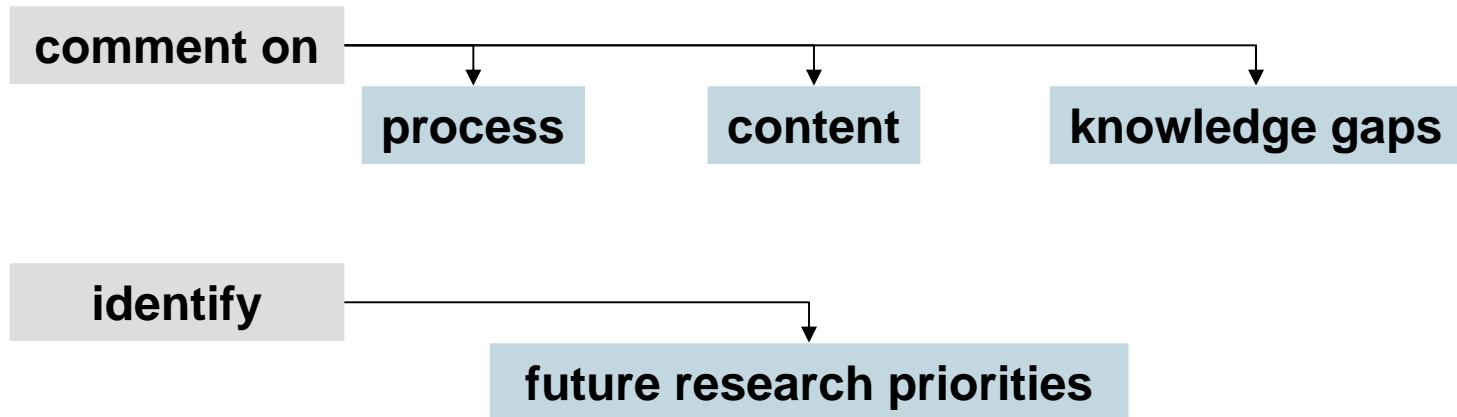 comment on
process content knowledge gaps
identify
future research priorities